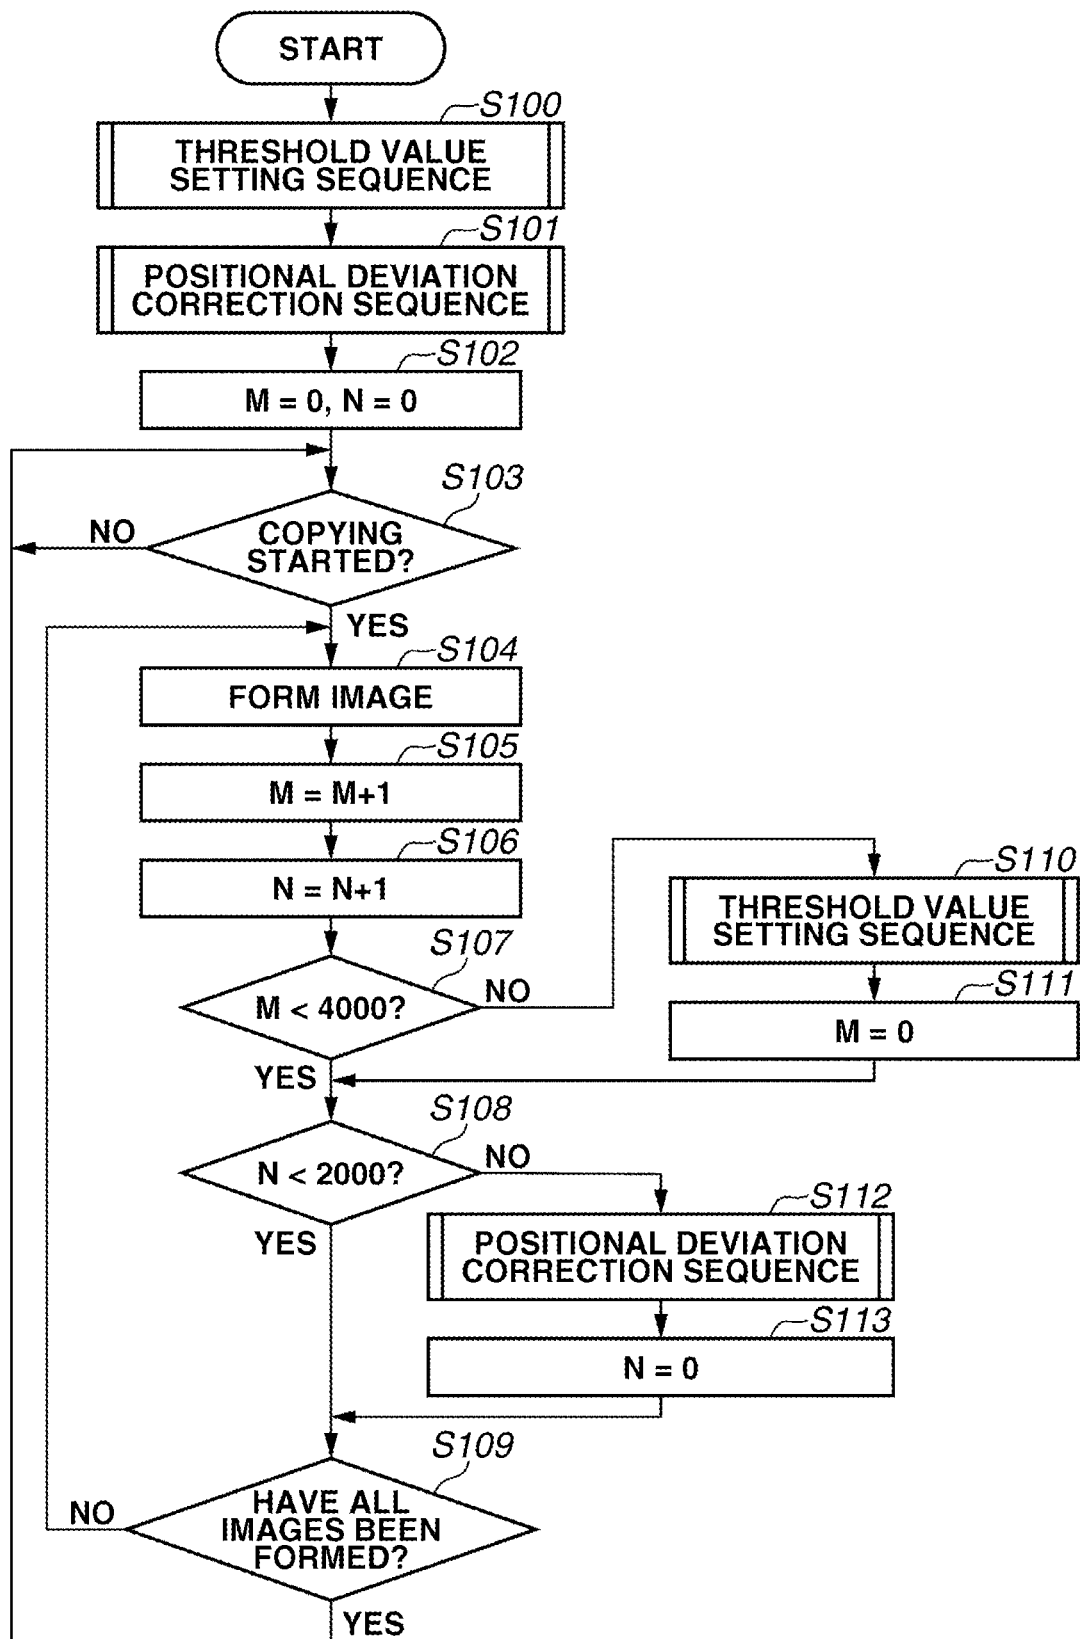 START
S100
THRESHOLD VALUE
SETTING SEQUENCE
S101
POSITIONAL DEVIATION
CORRECTION SEQUENCE
S102
M = 0, N = 0
S103
NO
COPYING
STARTED?
YES
S104
FORM IMAGE
S105
M = M+1
S106
N = N+1
S107
M < 4000?
NO
S110
THRESHOLD VALUE
SETTING SEQUENCE
S111
M = 0
YES
S108
N < 2000?
NO
YES
S112
POSITIONAL DEVIATION
CORRECTION SEQUENCE
S113
N = 0
S109
NO
HAVE ALL
IMAGES BEEN
FORMED?
YES